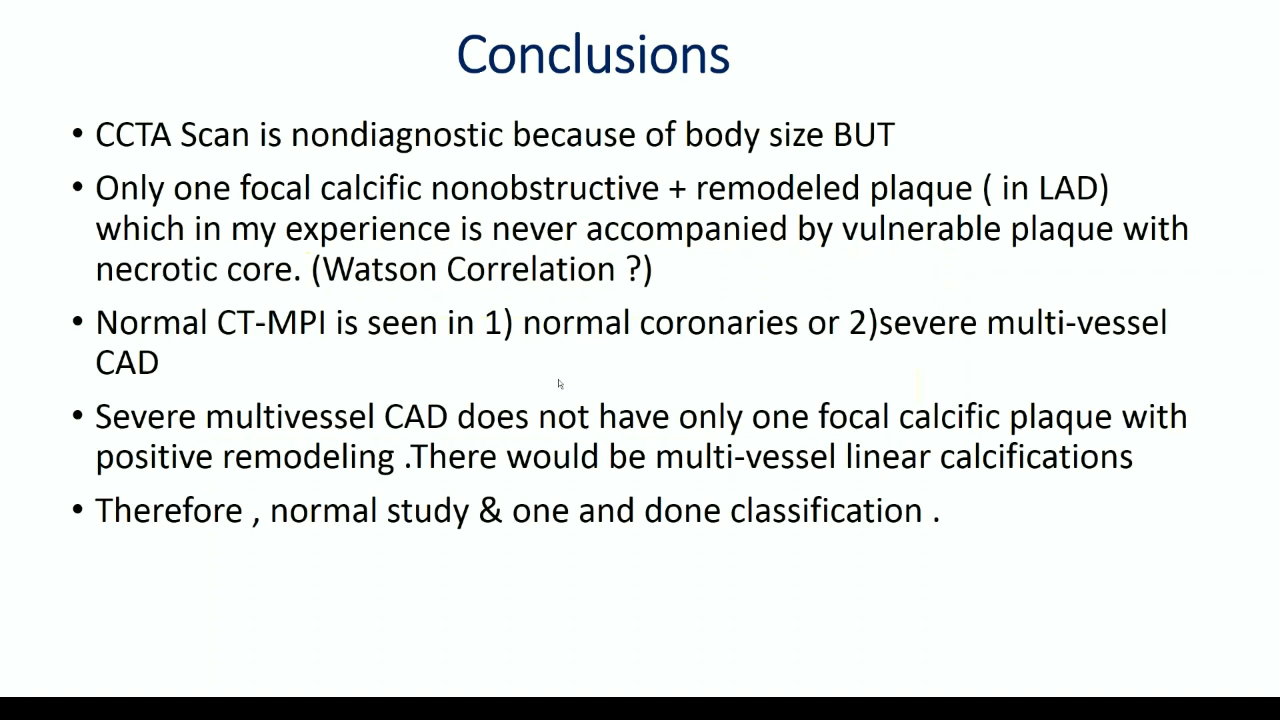 Conclusions
• CCTA Scan is nondiagnostic because of body size BUT
• Only one focal calcific nonobstructive + remodeled plaque ( in LAD)
which in my experience is never accompanied by vulnerable plaque with
necrotic core. (Watson Correlation ?)
• Normal CT-MPI is seen in 1) normal coronaries or 2)severe multi-vessel
CAD
• Severe multivessel CAD does not have only one focal calcific plaque with
positive remodeling .There would be multi-vessel linear calcifications
• Therefore , normal study & one and done classification .